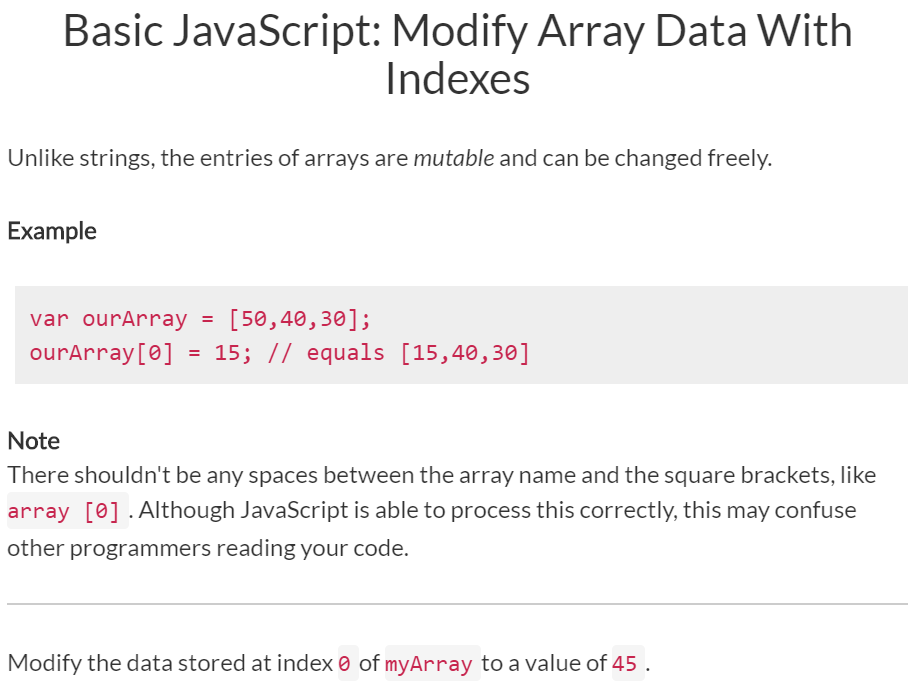 Basic JavaScript: Modify Array Data With
Indexes
Unlike strings, the entries of arrays are mutable and can be changed freely.
Example
var ourArray = [50,40,30];
ourArray[0] = 15; // equals [15,40,30]
Note
There shouldn't be any spaces between the array name and the square brackets, like
array [0] . Although JavaScript is able to process this correctly, this may confuse
other programmers reading your code.
Modify the data stored at index 0 of myArray to a value of 45 .